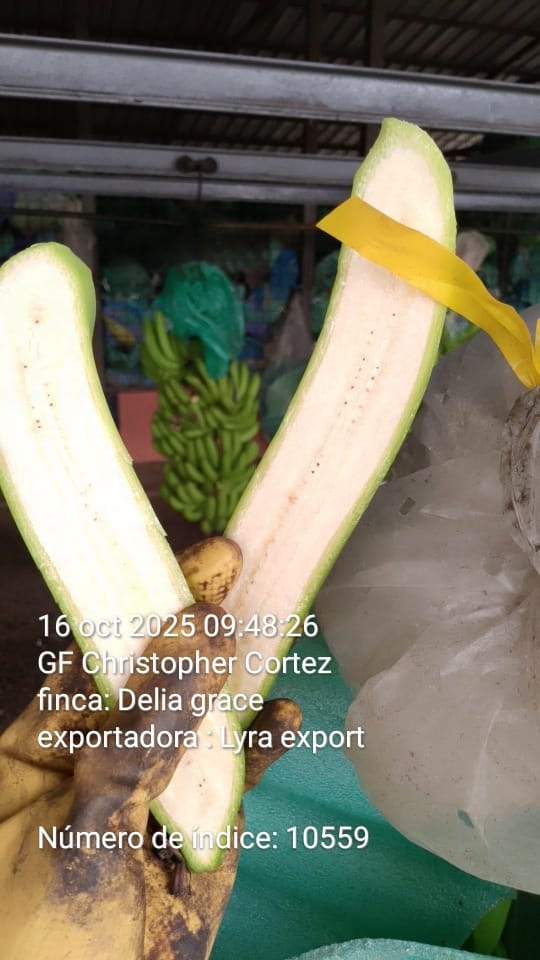 16 oct 2025 09:48:26
GF Christopher Cortez
finca: Delia grace
exportadora : Lyra export
Número de índice: 10559